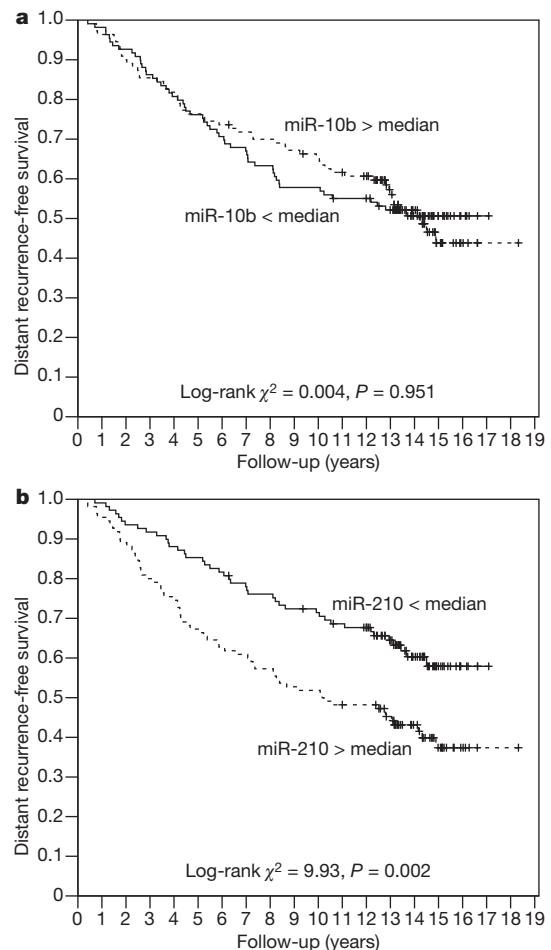 a
1.0
0.9
0.8
0.7
0.6
0.5
0.4
0.3
0.2
0.1
0
Distant recurrence-free survival
miR-10b > median
miR-10b < median
Log-rank χ² = 0.004, P = 0.951
0 1 2 3 4 5 6 7 8 9 10 11 12 13 14 15 16 17 18 19
Follow-up (years)
b
1.0
0.9
0.8
0.7
0.6
0.5
0.4
0.3
0.2
0.1
0
Distant recurrence-free survival
miR-210 < median
miR-210 > median
Log-rank χ² = 9.93, P = 0.002
0 1 2 3 4 5 6 7 8 9 10 11 12 13 14 15 16 17 18 19
Follow-up (years)